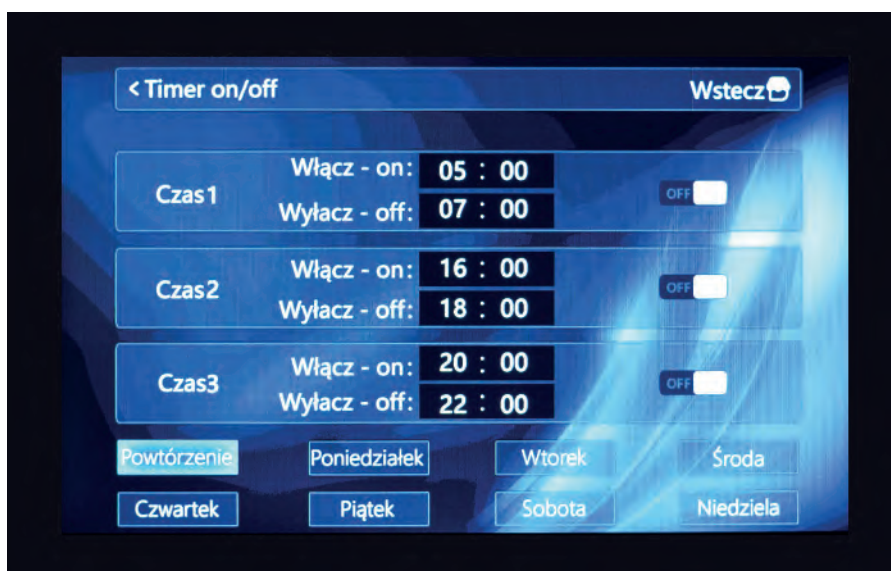 < Timer on/off Wstecz
Włącz - on: 05 : 00
Czas1 OFF
Wyłacz - off: 07 : 00
Włącz - on: 16 : 00
Czas2 OFF
Wyłacz - off: 18 : 00
Włącz - on: 20 : 00
Czas3 OFF
Wyłacz - off: 22 : 00
Powtórzenie Poniedziałek Wtorek Środa
Czwartek Piątek Sobota Niedziela